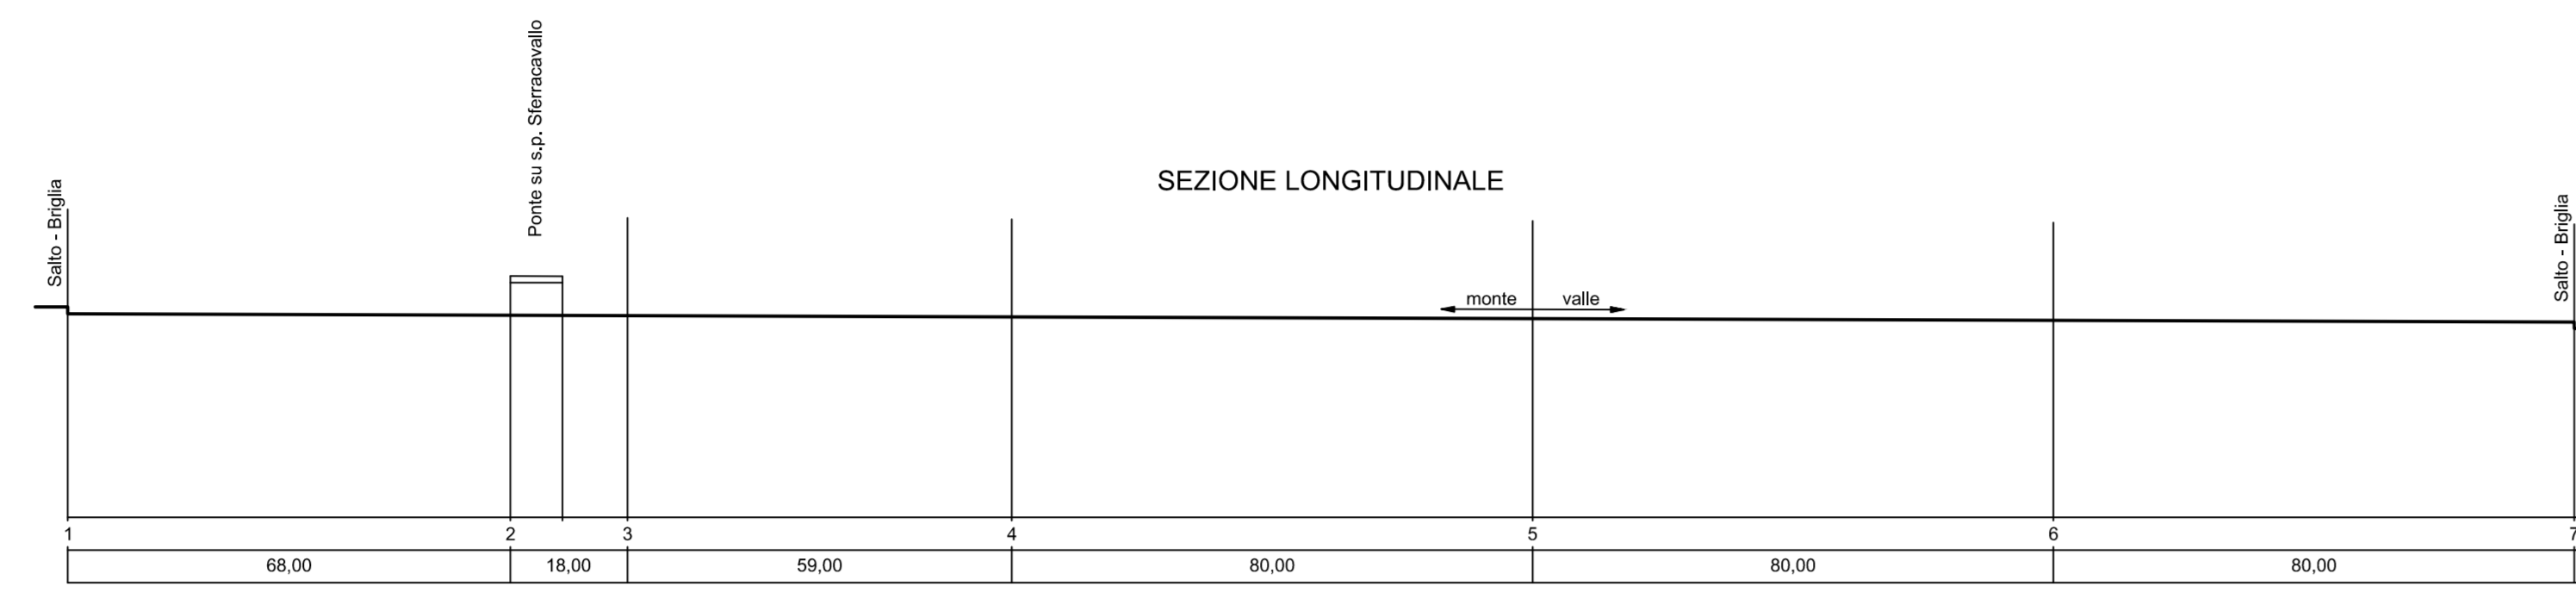 Ponte su s.p. Sferracavallo
SEZIONE LONGITUDINALE
Salto - Briglia
Salto - Briglia
monte valle
1 2 3 4 5 6 7
68,00 18,00 59,00 80,00 80,00 80,00